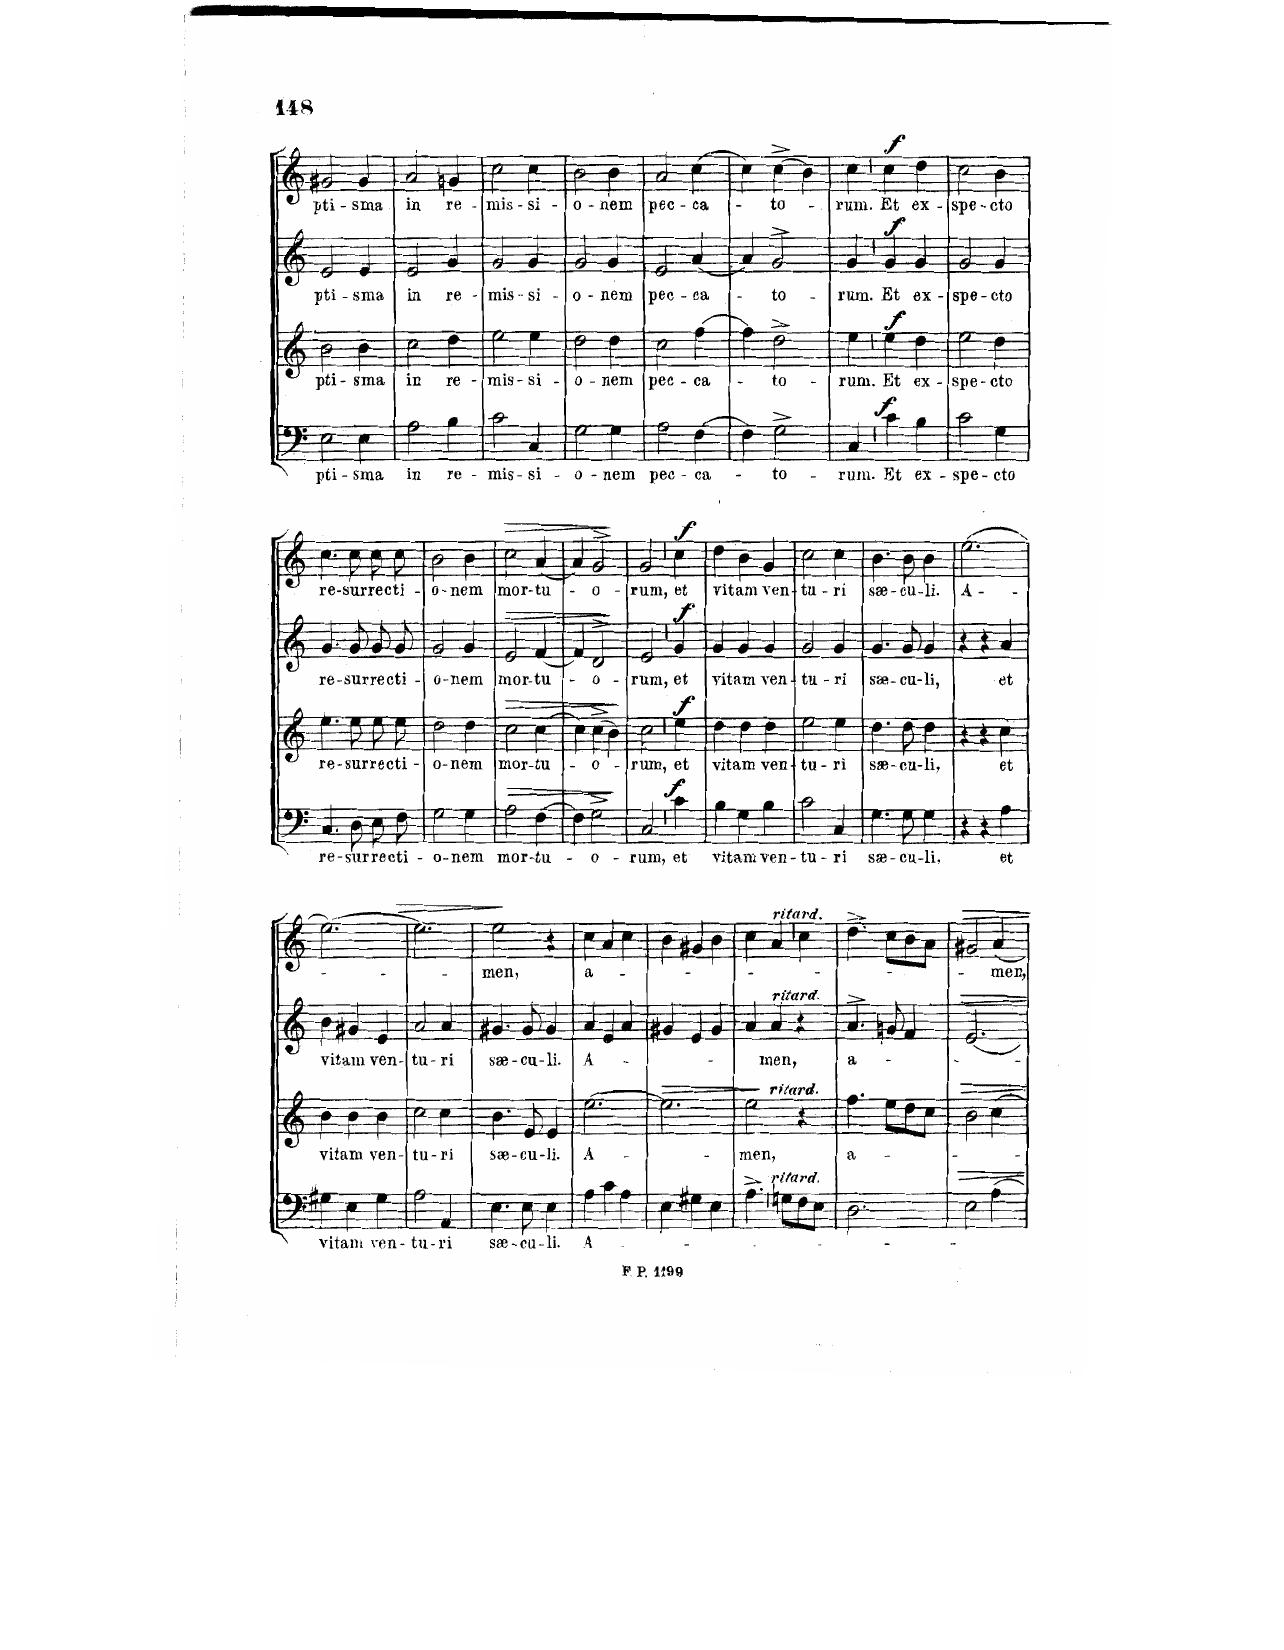 148
f
pti - sma in re - mis - si - o - nem pec - ca - to - rum. Et ex - spe - cto
f
pti - sma in re - mis - si - o - nem pec - ca - to - rum. Et ex - spe - cto
f
pti - sma in re - mis - si - o - nem pec - ca - to - rum. Et ex - spe - cto
f
pti - sma in re - mis - si - o - nem pec - ca - to - rum. Et ex - spe - cto
f
re-surrecti - o-nem mor-tu - o - rum, et vitam ven-tu - ri sæ - cu - li. A -
f
re-surrecti - o-nem mor-tu - o - rum, et vitam ven-tu - ri sæ - cu - li, et
f
re-surrecti - o-nem mor-tu - o - rum, et vitam ven-tu - ri sæ - cu - li, et
f
re-surrecti - o-nem mor-tu - o - rum, et vitam ven-tu - ri sæ - cu - li, et
ritard.
- men, a - men,
ritard.
vitam ven-tu-ri sæ-cu-li. A - men, a -
ritard.
vitam ven-tu-ri sæ-cu-li. A - men, a -
ritard.
vitam ven-tu-ri sæ-cu-li. A -
F. P. 1199